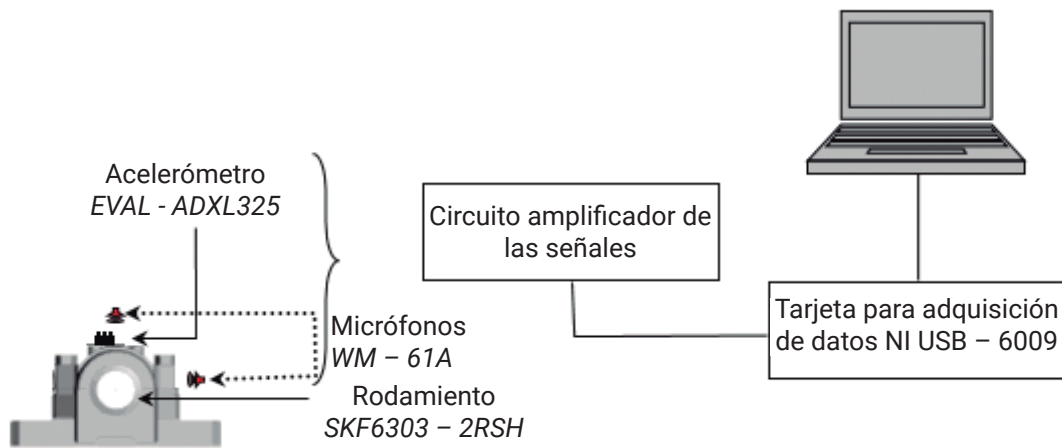 Acelerómetro
EVAL - ADXL325
Micrófonos
WM – 61A
Rodamiento
SKF6303 – 2RSH
Circuito amplificador de
las señales
Tarjeta para adquisición
de datos NI USB – 6009